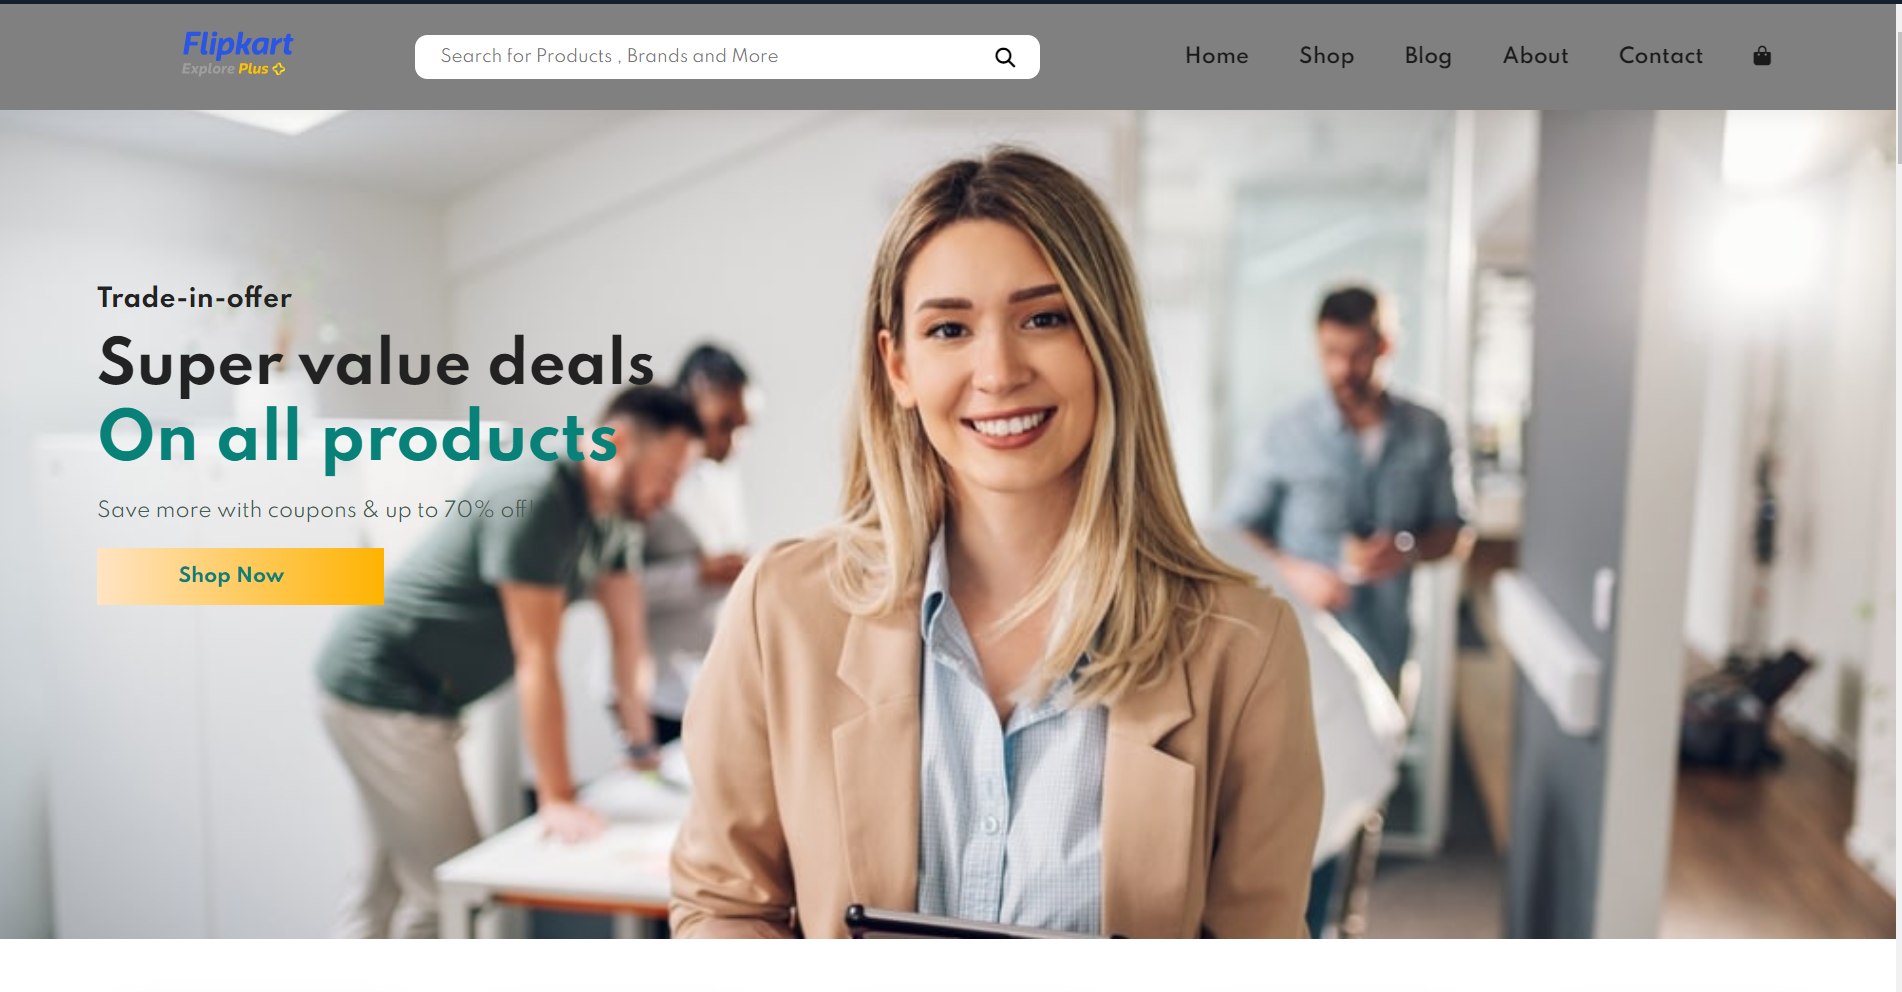 Flipkart
Explore Plus
Search for Products , Brands and More
Home
Shop
Blog
About
Contact
Trade-in-offer
Super value deals
On all products
Save more with coupons & up to 70% off!
Shop Now